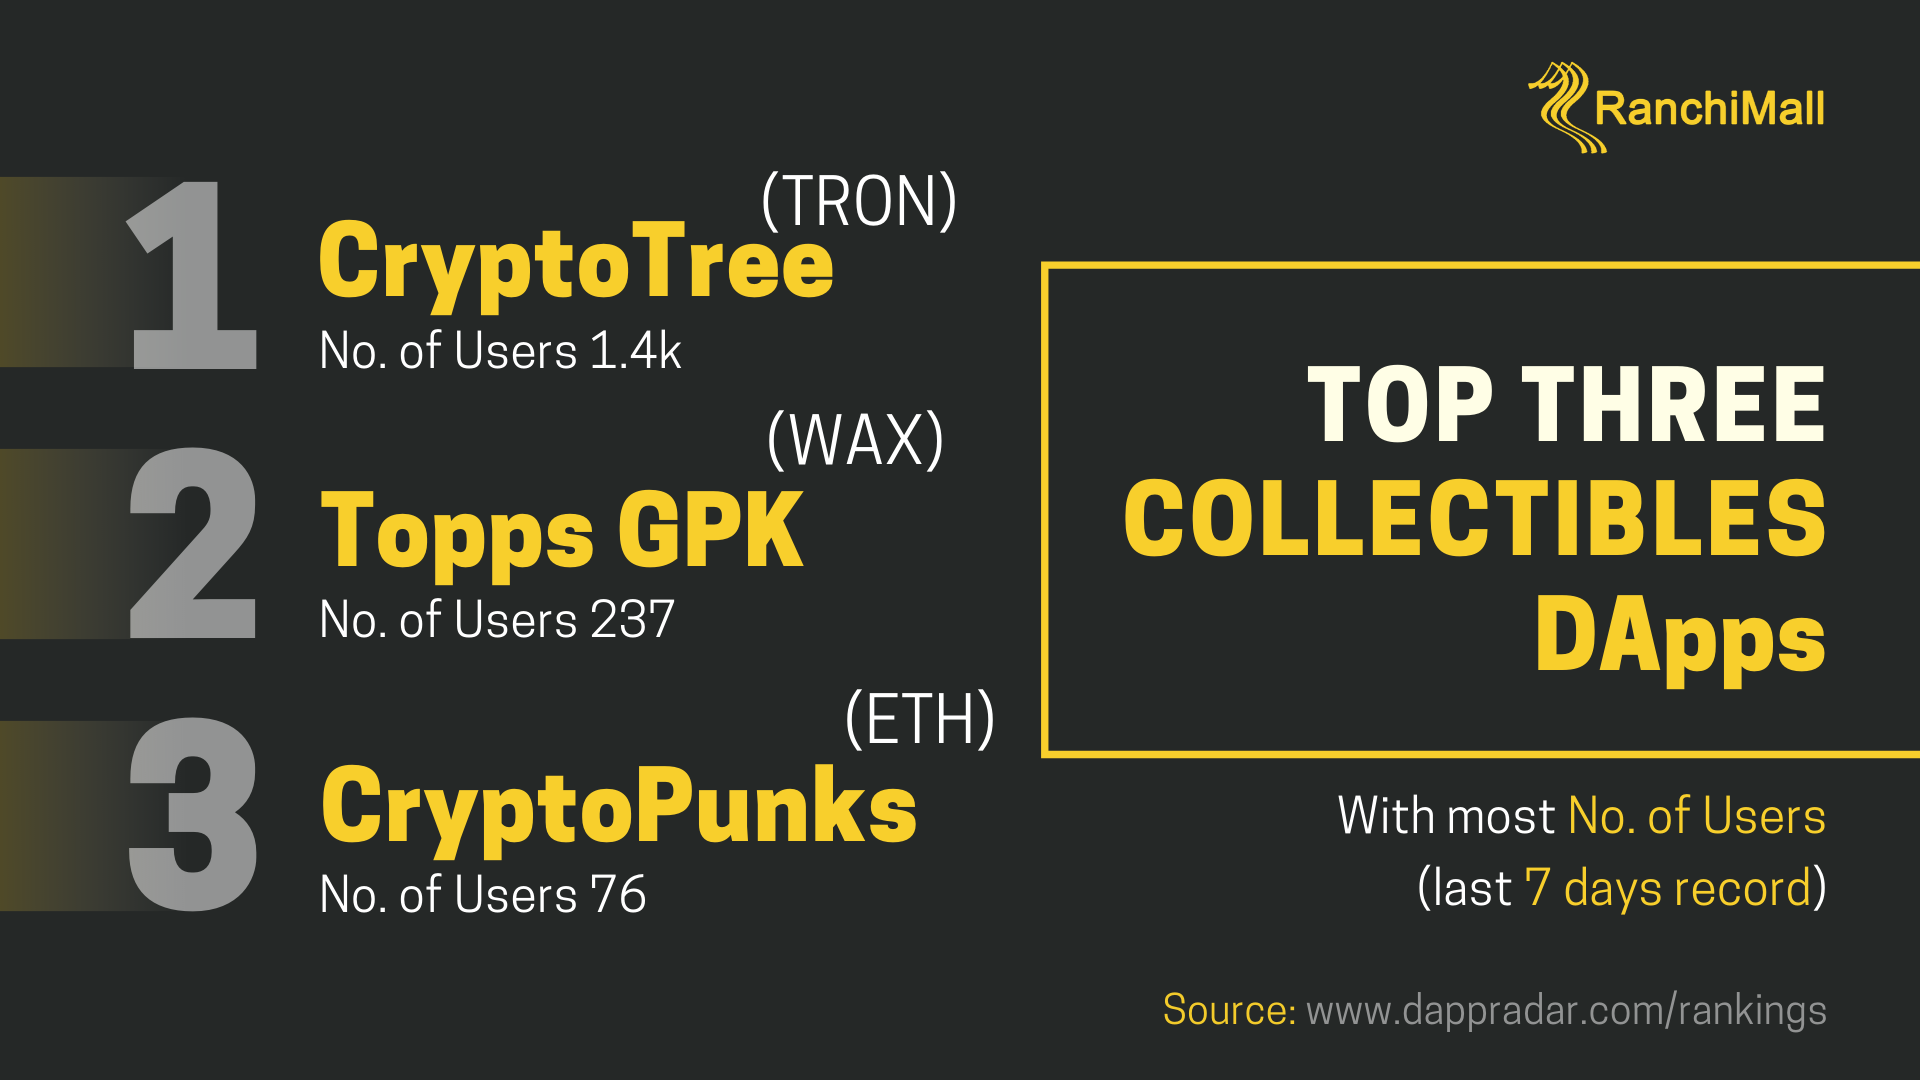 RanchiMall
1
(TRON)
CryptoTree
No. of Users 1.4k
2
(WAX)
Topps GPK
No. of Users 237
3
(ETH)
CryptoPunks
No. of Users 76
TOP THREE
COLLECTIBLES
DApps
With most No. of Users
(last 7 days record)
Source: www.dappradar.com/rankings